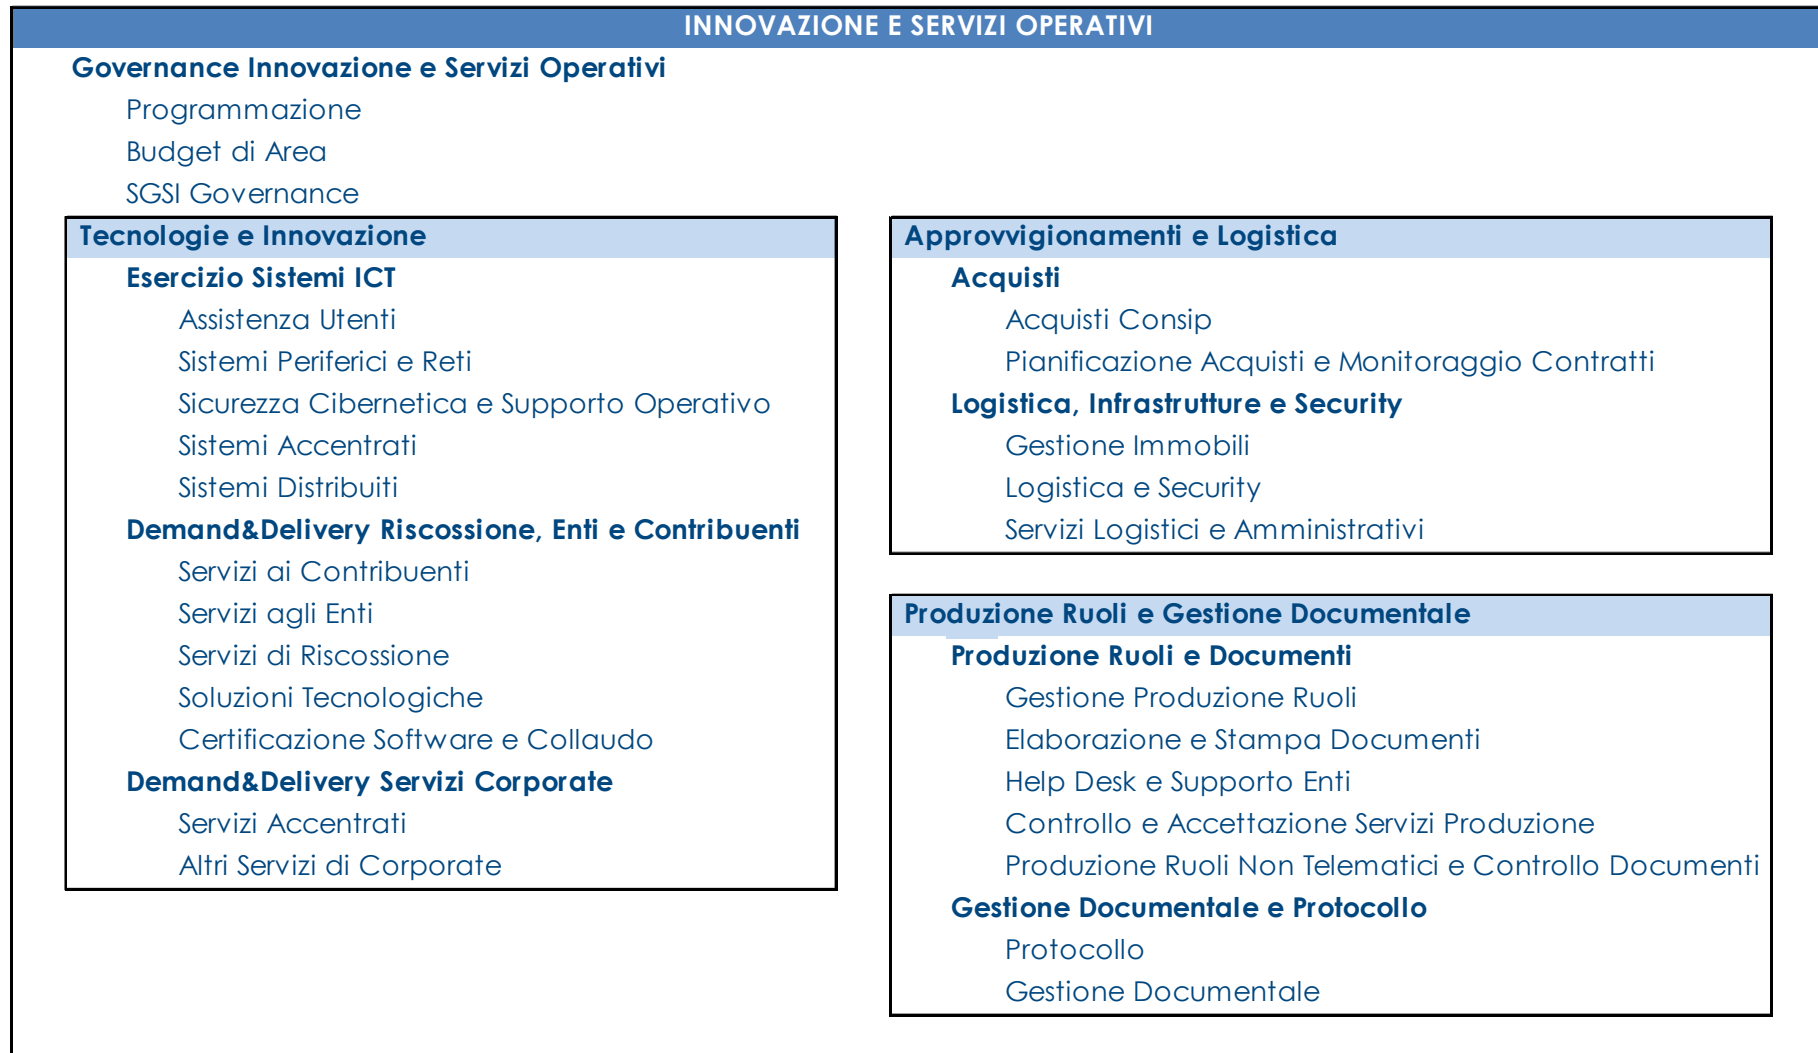 INNOVAZIONE E SERVIZI OPERATIVI
Governance Innovazione e Servizi Operativi
Programmazione
Budget di Area
SGSI Governance
Tecnologie e Innovazione
Esercizio Sistemi ICT
Assistenza Utenti
Sistemi Periferici e Reti
Sicurezza Cibernetica e Supporto Operativo
Sistemi Accentrati
Sistemi Distribuiti
Demand&Delivery Riscossione, Enti e Contribuenti
Servizi ai Contribuenti
Servizi agli Enti
Servizi di Riscossione
Soluzioni Tecnologiche
Certificazione Software e Collaudo
Demand&Delivery Servizi Corporate
Servizi Accentrati
Altri Servizi di Corporate
Approvvigionamenti e Logistica
Acquisti
Acquisti Consip
Pianificazione Acquisti e Monitoraggio Contratti
Logistica, Infrastrutture e Security
Gestione Immobili
Logistica e Security
Servizi Logistici e Amministrativi
Produzione Ruoli e Gestione Documentale
Produzione Ruoli e Documenti
Gestione Produzione Ruoli
Elaborazione e Stampa Documenti
Help Desk e Supporto Enti
Controllo e Accettazione Servizi Produzione
Produzione Ruoli Non Telematici e Controllo Documenti
Gestione Documentale e Protocollo
Protocollo
Gestione Documentale